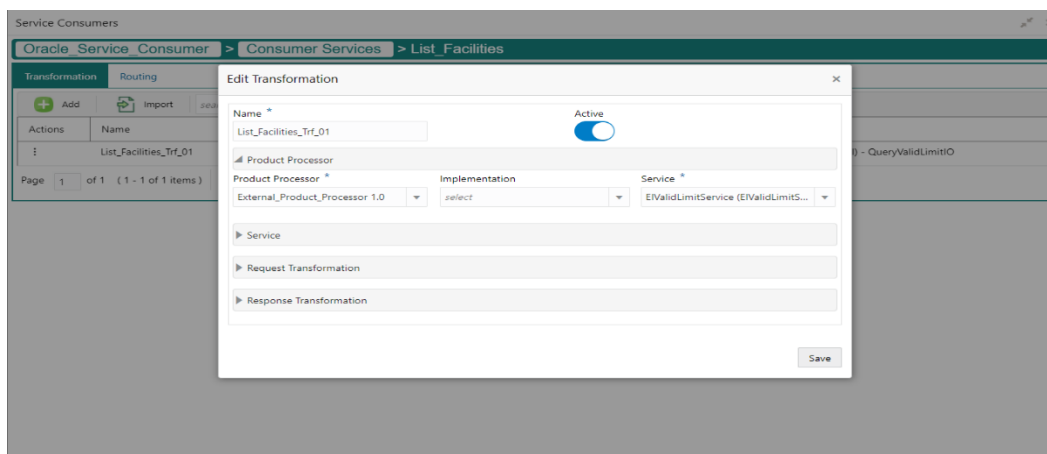 Service Consumers
Oracle_Service_Consumer > Consumer Services > List_Facilities
Transformation Routing
Edit Transformation ×
Add Import sea
Name * Active
List_Facilities_Trf_01
Actions Name
List_Facilities_Trf_01 I) - QueryValidLimitIO
Product Processor
Page 1 of 1 ( 1 - 1 of 1 items )
Product Processor * Implementation Service *
External_Product_Processor 1.0 select ElValidLimitService (ElValidLimitS...
Service
Request Transformation
Response Transformation
Save